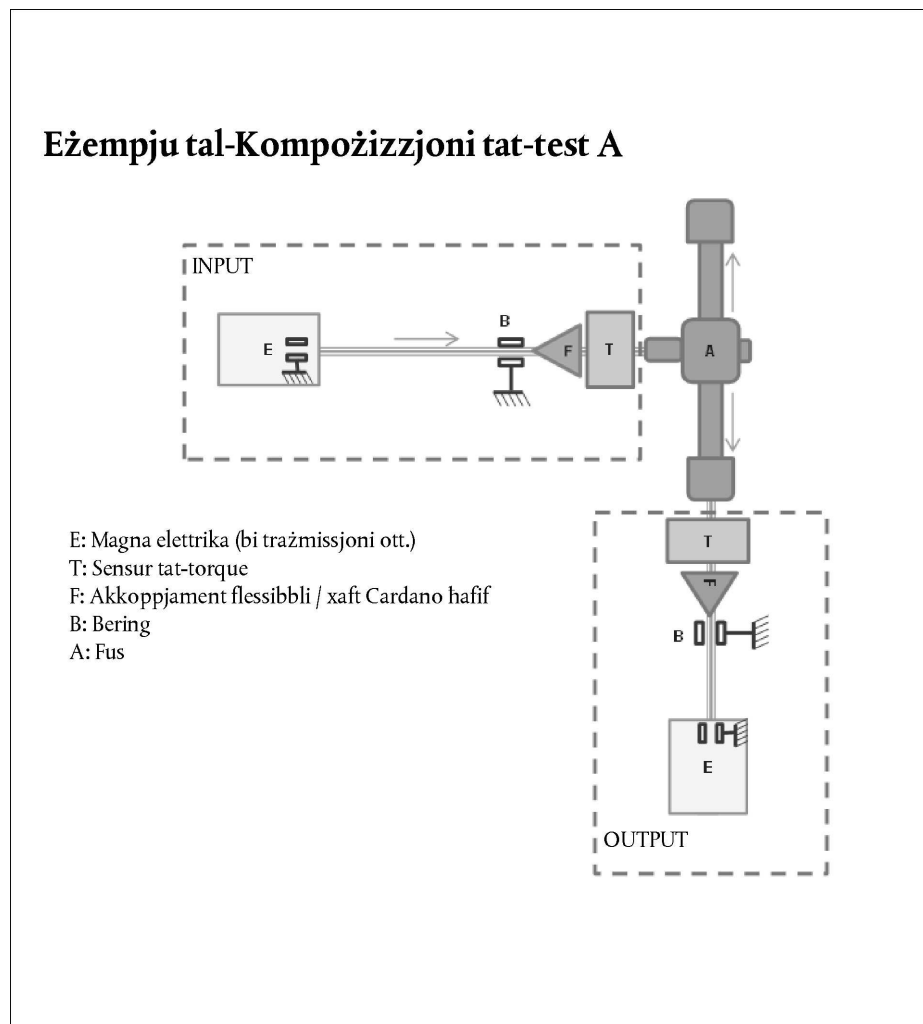 Eżempju tal-Kompożizzjoni tat-test A
INPUT
E
B
F
T
A
T
F
B
E
OUTPUT
E: Magna elettrika (bi trażmissjoni ott.)
T: Sensur tat-torque
F: Akkoppjament flessibbli / xaft Cardano ħafif
B: Bering
A: Fus